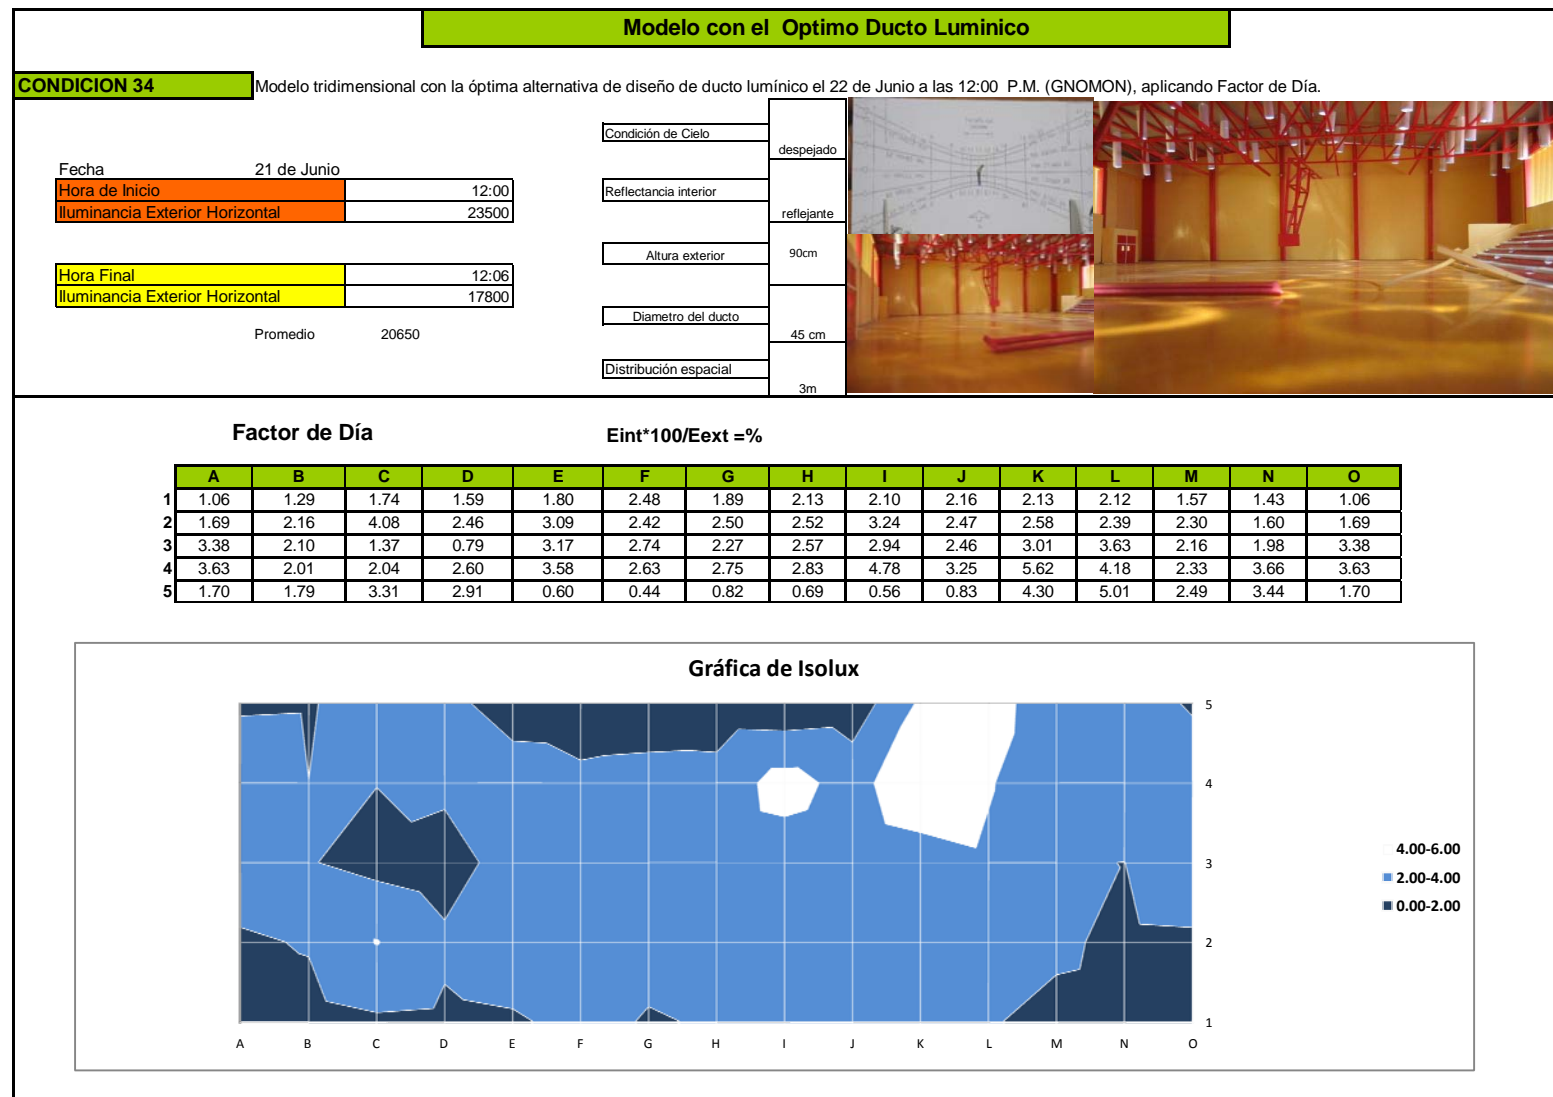 Modelo con el Optimo Ducto Luminico
CONDICION 34 Modelo tridimensional con la óptima alternativa de diseño de ducto lumínico el 22 de Junio a las 12:00 P.M. (GNOMON), aplicando Factor de Día.
Fecha 21 de Junio
Hora de Inicio 12:00
Iluminancia Exterior Horizontal 23500
Hora Final 12:06
Iluminancia Exterior Horizontal 17800
Promedio 20650
Condición de Cielo despejado
Reflectancia interior reflejante
Altura exterior 90cm
Diametro del ducto 45 cm
Distribución espacial 3m
Factor de Día Eint*100/Eext =%
A B C D E F G H I J K L M N O
1 1.06 1.29 1.74 1.59 1.80 2.48 1.89 2.13 2.10 2.16 2.13 2.12 1.57 1.43 1.06
2 1.69 2.16 4.08 2.46 3.09 2.42 2.50 2.52 3.24 2.47 2.58 2.39 2.30 1.60 1.69
3 3.38 2.10 1.37 0.79 3.17 2.74 2.27 2.57 2.94 2.46 3.01 3.63 2.16 1.98 3.38
4 3.63 2.01 2.04 2.60 3.58 2.63 2.75 2.83 4.78 3.25 5.62 4.18 2.33 3.66 3.63
5 1.70 1.79 3.31 2.91 0.60 0.44 0.82 0.69 0.56 0.83 4.30 5.01 2.49 3.44 1.70
Gráfica de Isolux
5
4
3
2
1
A B C D E F G H I J K L M N O
4.00-6.00
2.00-4.00
0.00-2.00